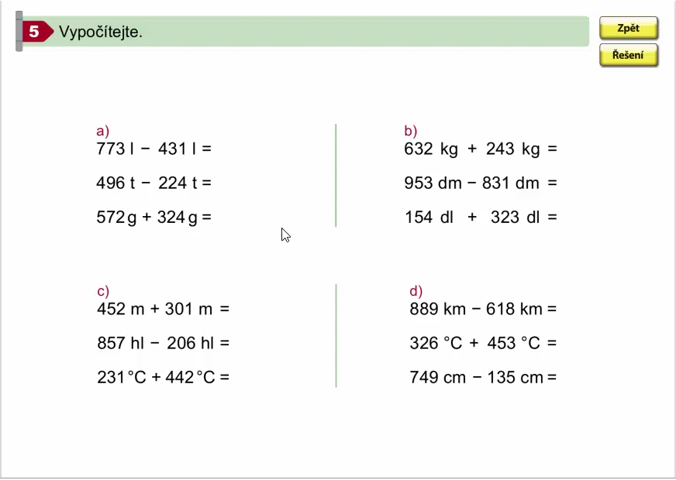 5 Vypočítejte.
Zpět
Řešení
a)
773 l − 431 l =
496 t − 224 t =
572 g + 324 g =
b)
632 kg + 243 kg =
953 dm − 831 dm =
154 dl + 323 dl =
c)
452 m + 301 m =
857 hl − 206 hl =
231 °C + 442 °C =
d)
889 km − 618 km =
326 °C + 453 °C =
749 cm − 135 cm =